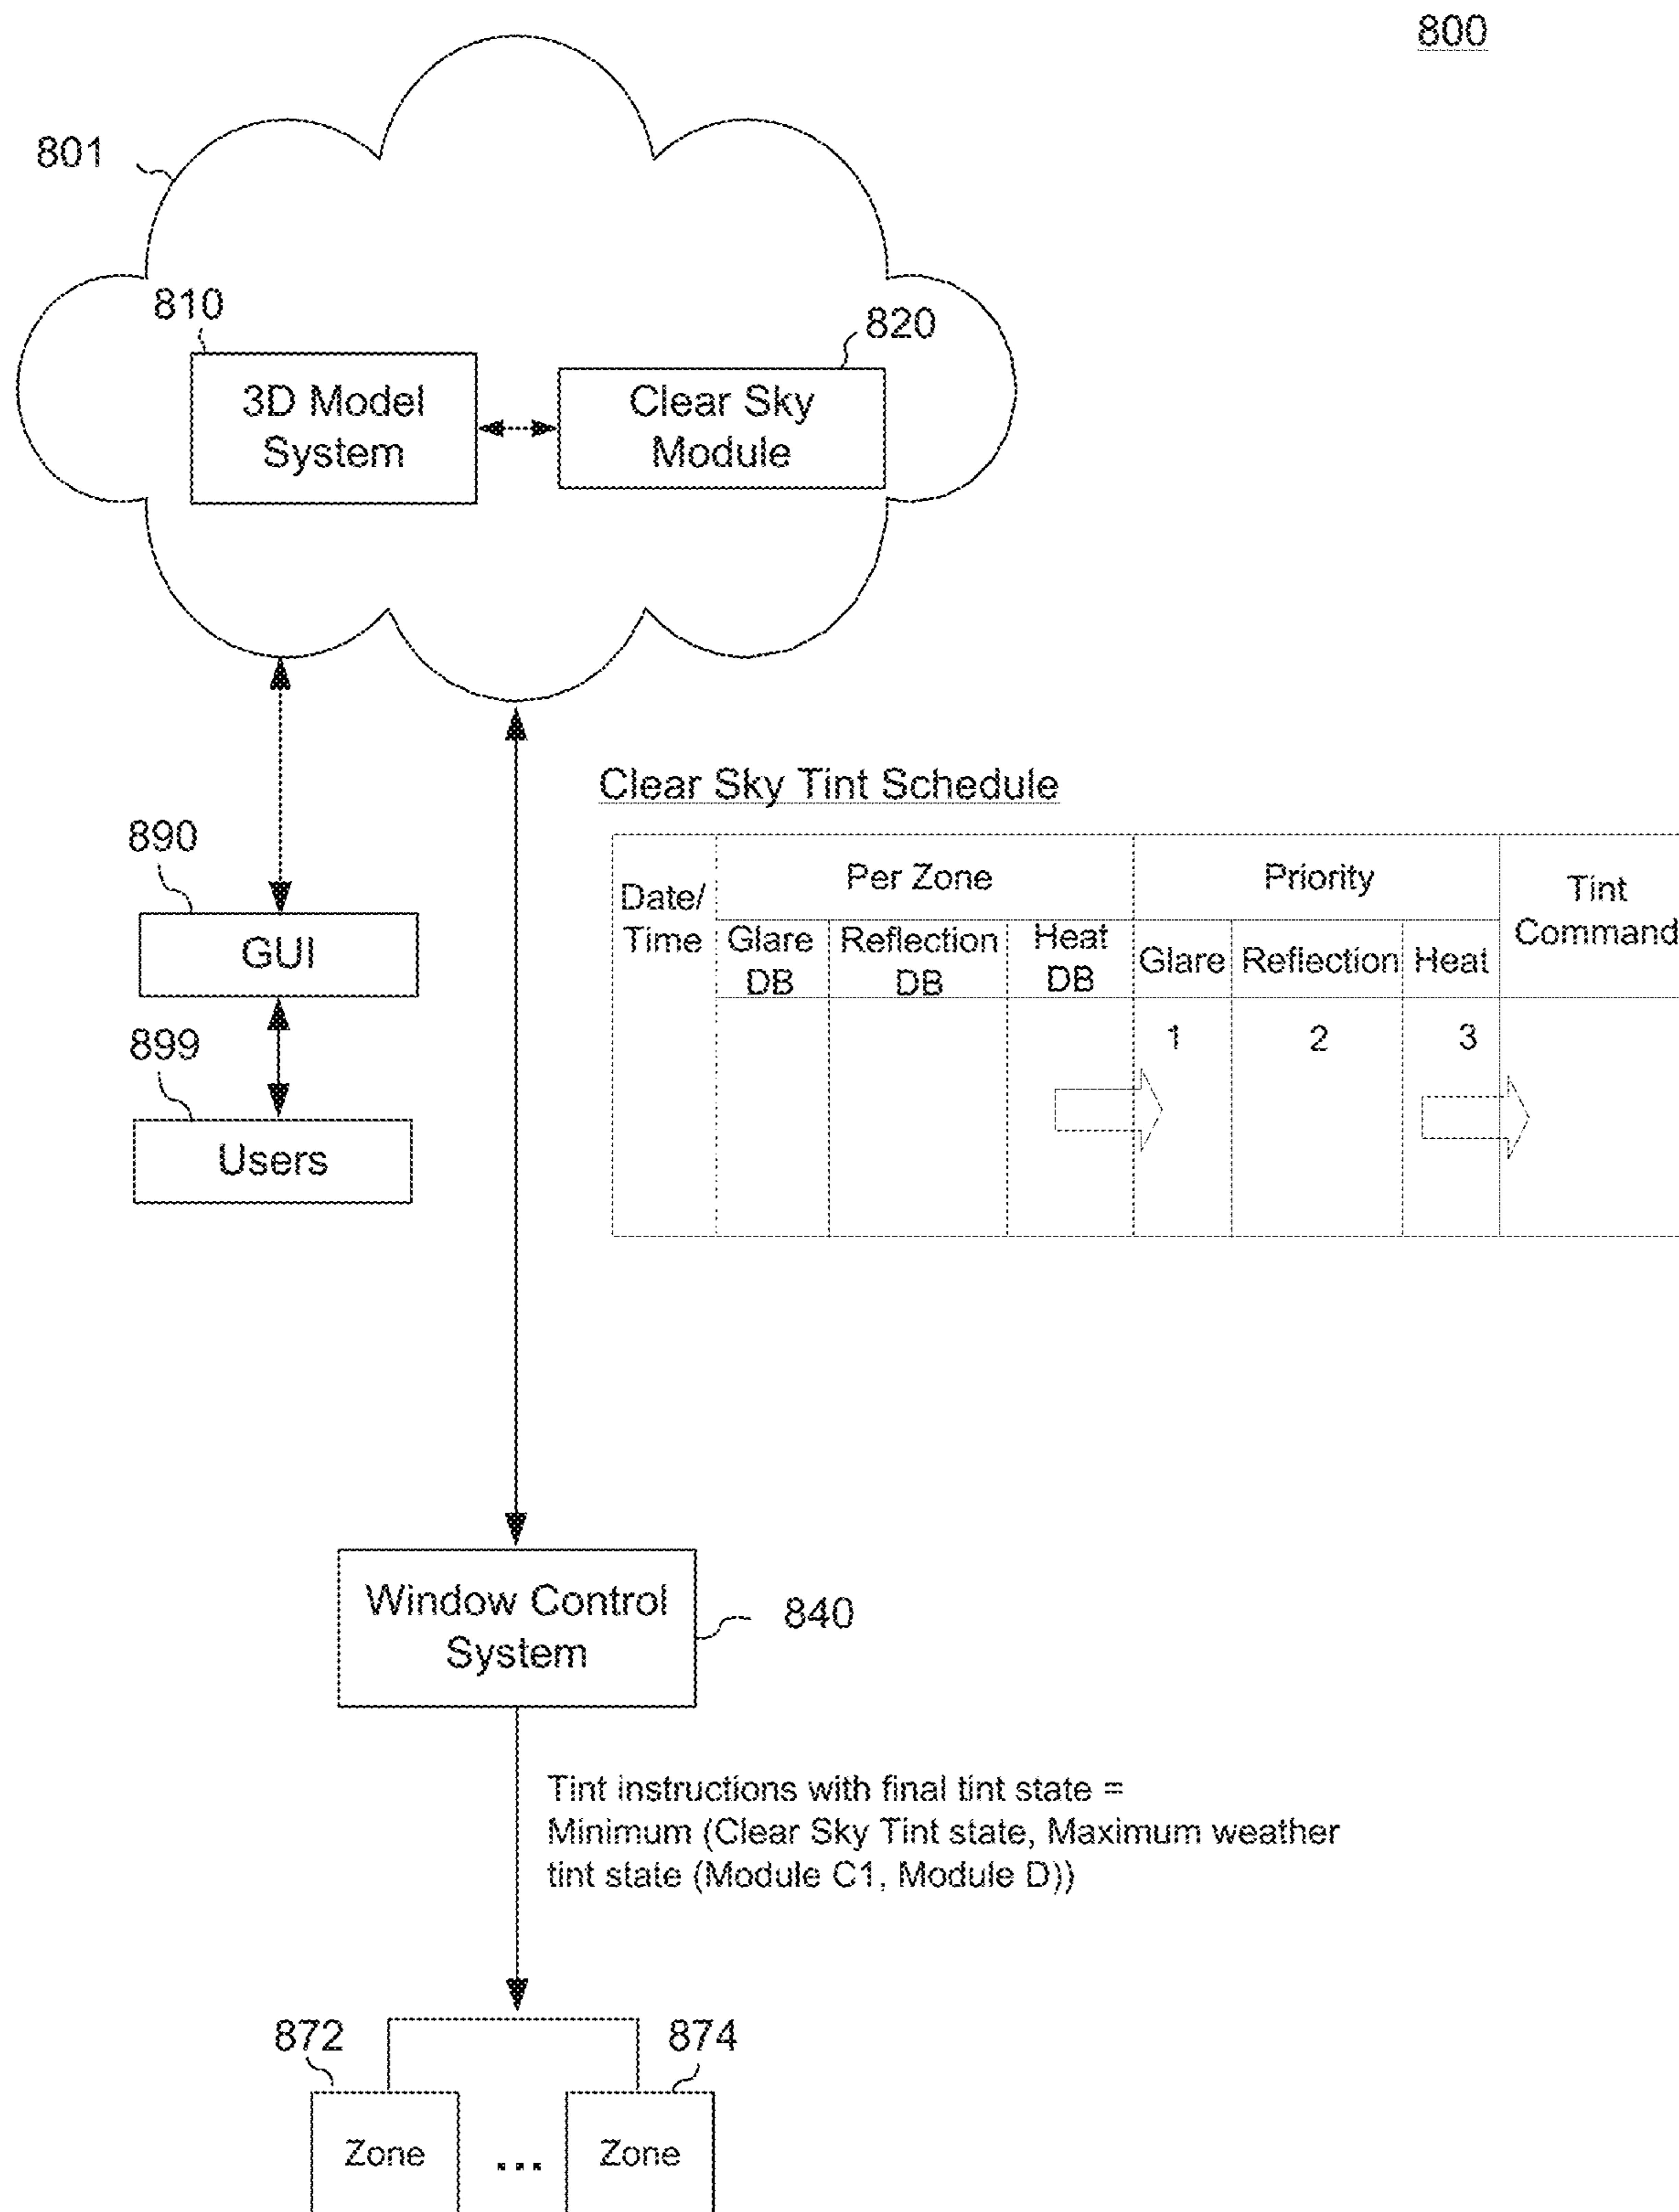 800
801
810
820
3D Model
System
Clear Sky
Module
Clear Sky Tint Schedule
890
GUI
899
Users
Date/
Time
Per Zone
Priority
Tint
Command
Glare
DB
Reflection
DB
Heat
DB
Glare
Reflection
Heat
1
2
3
Window Control
System
840
Tint instructions with final tint state =
Minimum (Clear Sky Tint state, Maximum weather
tint state (Module C1, Module D))
872
874
Zone
...
Zone